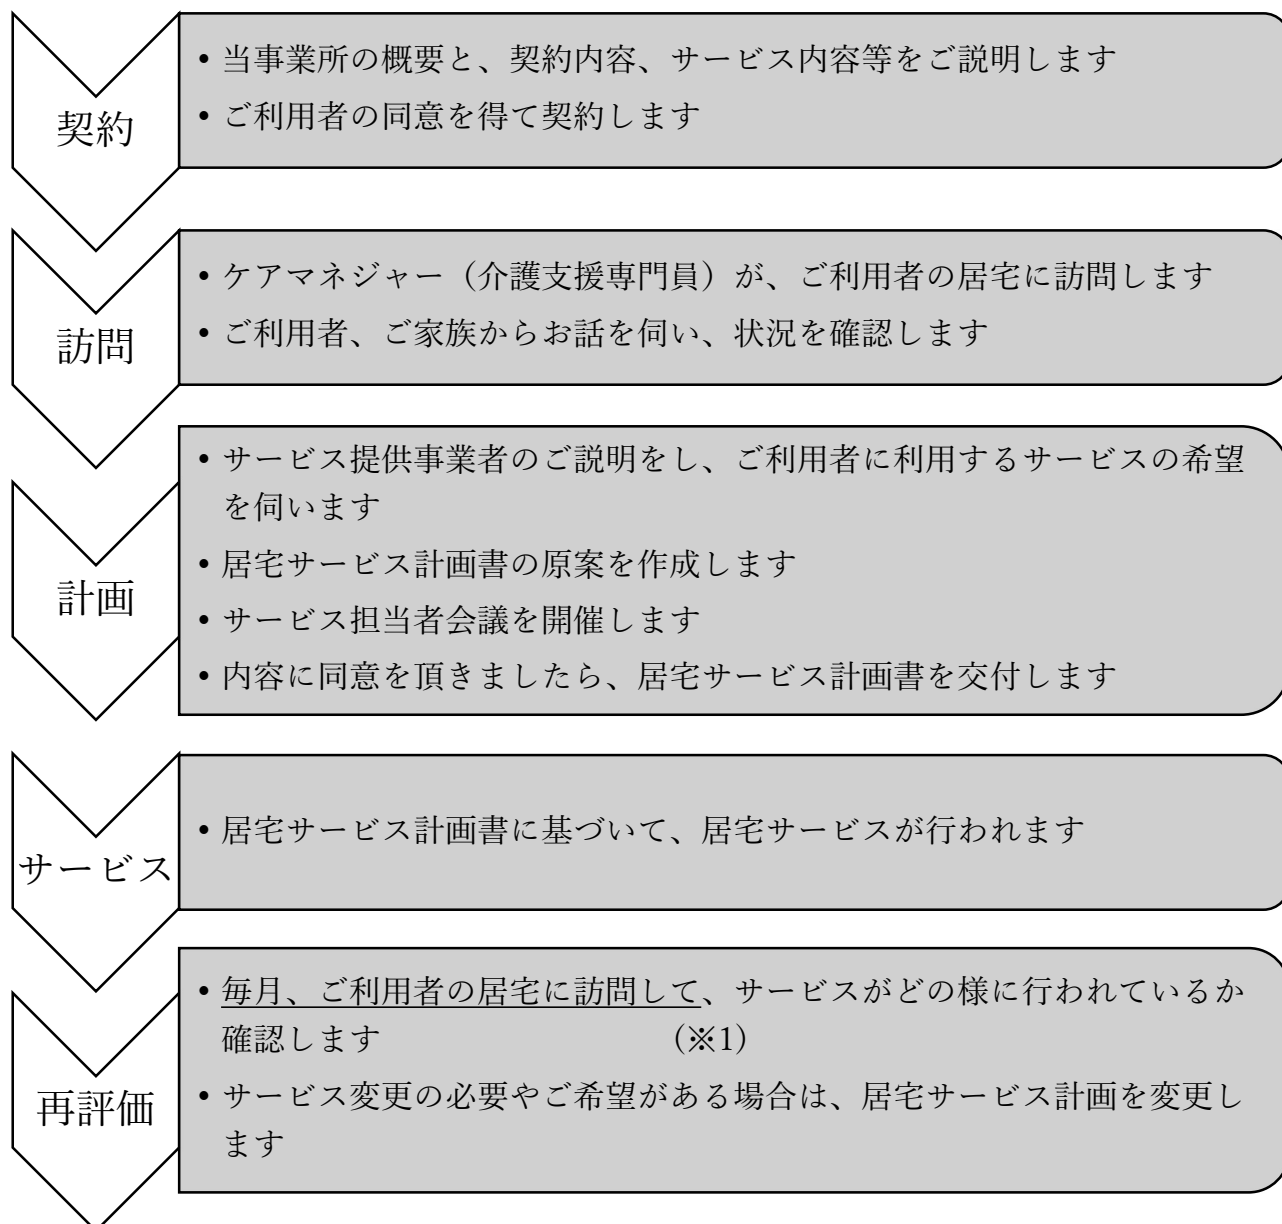 契約
• 当事業所の概要と、契約内容、サービス内容等をご説明します
• ご利用者の同意を得て契約します
訪問
• ケアマネジャー（介護支援専門員）が、ご利用者の居宅に訪問します
• ご利用者、ご家族からお話を伺い、状況を確認します
計画
• サービス提供事業者のご説明をし、ご利用者に利用するサービスの希望
を伺います
• 居宅サービス計画書の原案を作成します
• サービス担当者会議を開催します
• 内容に同意を頂きましたら、居宅サービス計画書を交付します
サービス
• 居宅サービス計画書に基づいて、居宅サービスが行われます
再評価
• 毎月、ご利用者の居宅に訪問して、サービスがどの様に行われているか
確認します （※1）
• サービス変更の必要やご希望がある場合は、居宅サービス計画を変更し
ます